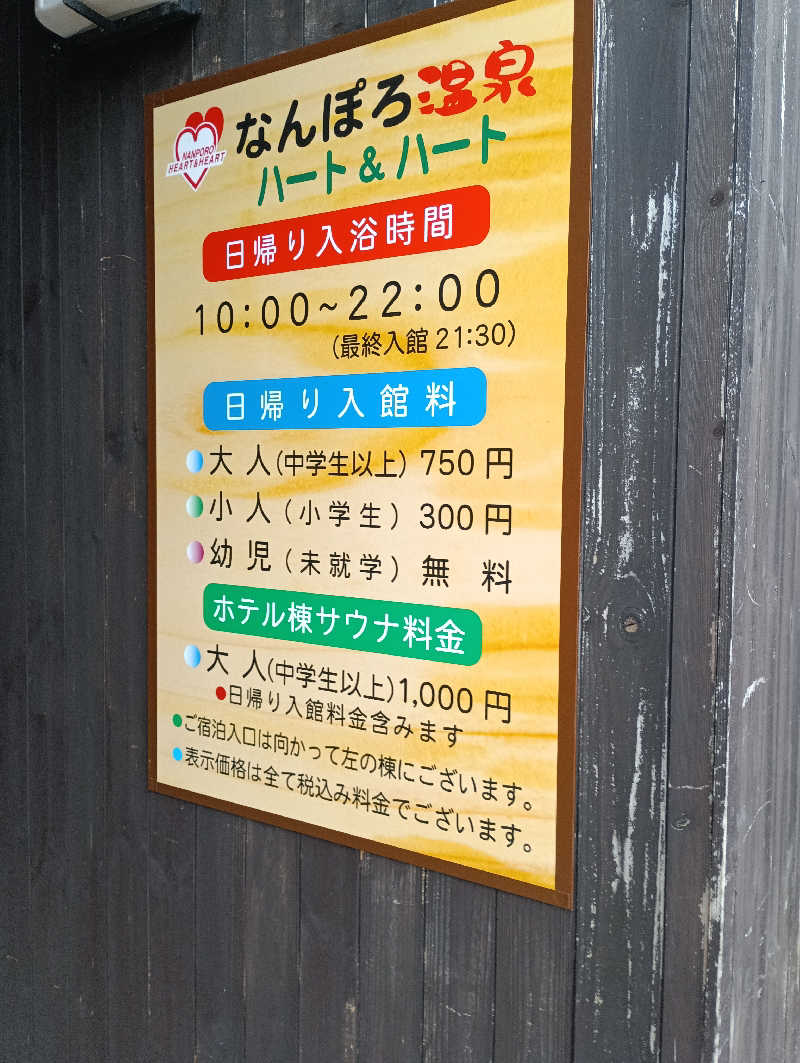 NANPORO
HEART&HEART
なんぽろ温泉
ハート＆ハート
日帰り入浴時間
10:00~22:00
(最終入館 21:30)
日帰り入館料
大人(中学生以上) 750円
小人(小学生) 300円
幼児(未就学) 無料
ホテル棟サウナ料金
大人(中学生以上)1,000円
●日帰り入館料金含みます
●ご宿泊入口は向かって左の棟にございます。
●表示価格は全て税込み料金でございます。